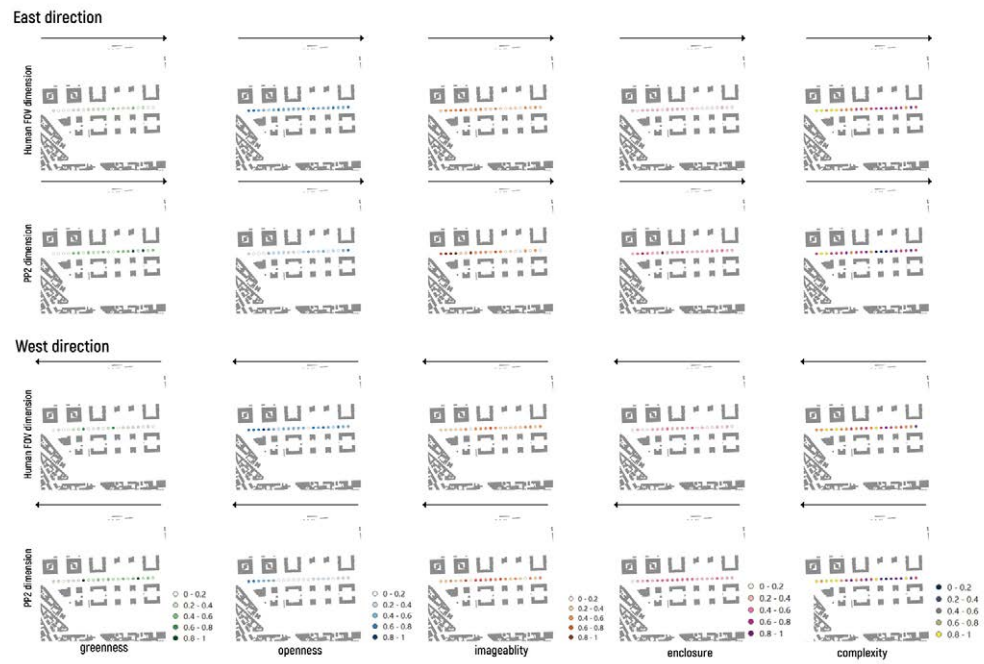 East direction
Human FOV dimension
PP2 dimension
West direction
Human FOV dimension
PP2 dimension
0 - 0.2
0.2 - 0.4
0.4 - 0.6
0.6 - 0.8
0.8 - 1
0 - 0.2
0.2 - 0.4
0.4 - 0.6
0.6 - 0.8
0.8 - 1
0 - 0.2
0.2 - 0.4
0.4 - 0.6
0.6 - 0.8
0.8 - 1
0 - 0.2
0.2 - 0.4
0.4 - 0.6
0.6 - 0.8
0.8 - 1
0 - 0.2
0.2 - 0.4
0.4 - 0.6
0.6 - 0.8
0.8 - 1
greenness
openness
imageablity
enclosure
complexity